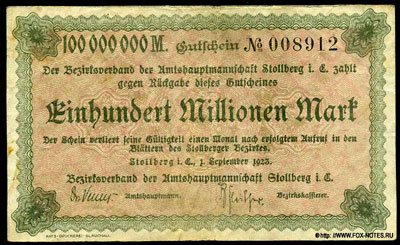 100 000 000 M. Gutschein № 008912
Der Bezirksverband der Amtshauptmannschaft Stollberg i. E. zahlt
gegen Rückgabe dieses Gutscheines
Einhundert Millionen Mark
Der Schein verliert seine Gültigkeit einen Monat nach erfolgtem Aufruf in den
Blättern des Stollberger Bezirkes.
Stollberg i. E., 1. September 1923.
Bezirksverband der Amtshauptmannschaft Stollberg i. E.
Amtshauptmann. Bezirkskassierer.
DRUCKEREI GLAUCHAU
WWW.FOX-NOTES.RU